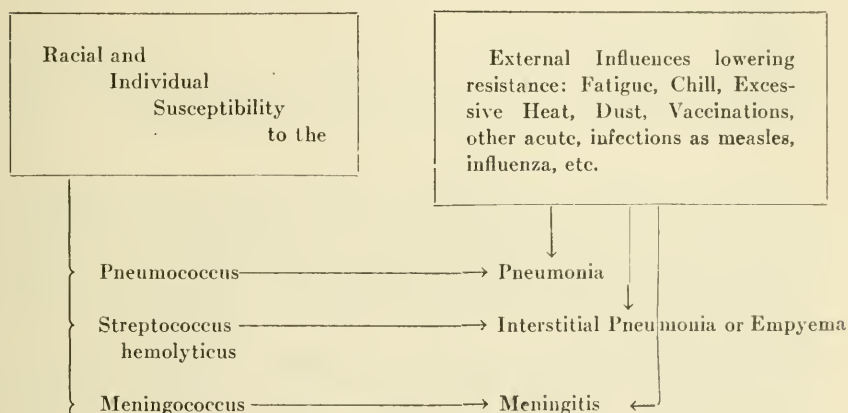 Racial and
Individual
Susceptibility
to the
External Influences lowering
resistance: Fatigue, Chill, Exces-
sive Heat, Dust, Vaccinations,
other acute, infections as measles,
influenza, etc.
Pneumococcus
Pneumonia
Streptococcus
hemolyticus
Interstitial Pneumonia or Empyema
Meningococcus
Meningitis